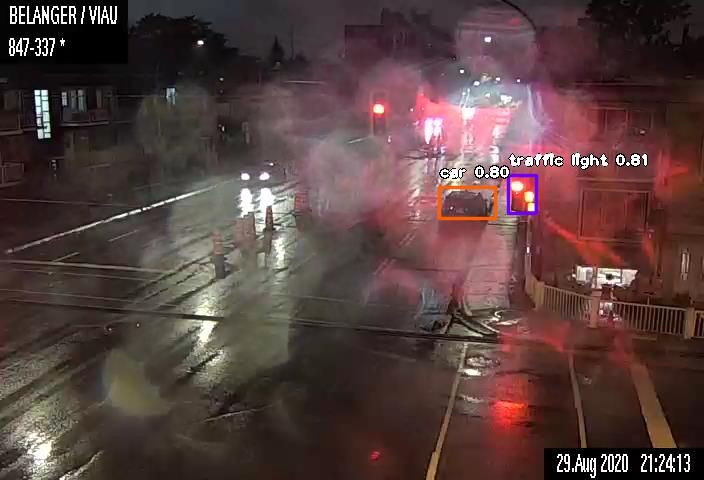 BELANGER / VIAU
847-337 *
traffic light 0.81
car 0.80
29.Aug 2020 21:24:13